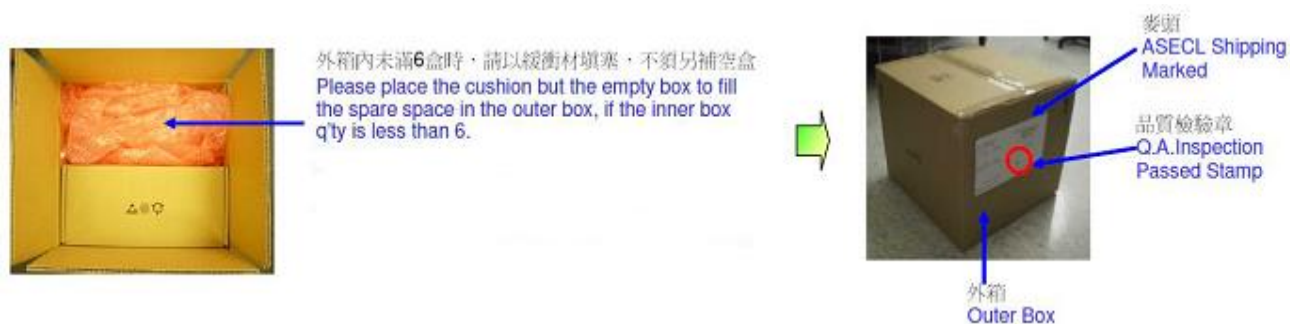 外箱內未滿6盒時，請以緩衝材填塞，不須另補空盒
Please place the cushion but the empty box to fill
the spare space in the outer box, if the inner box
q'ty is less than 6.
麥頭
ASECL Shipping
Marked
品質檢驗章
Q.A.Inspection
Passed Stamp
外箱
Outer Box